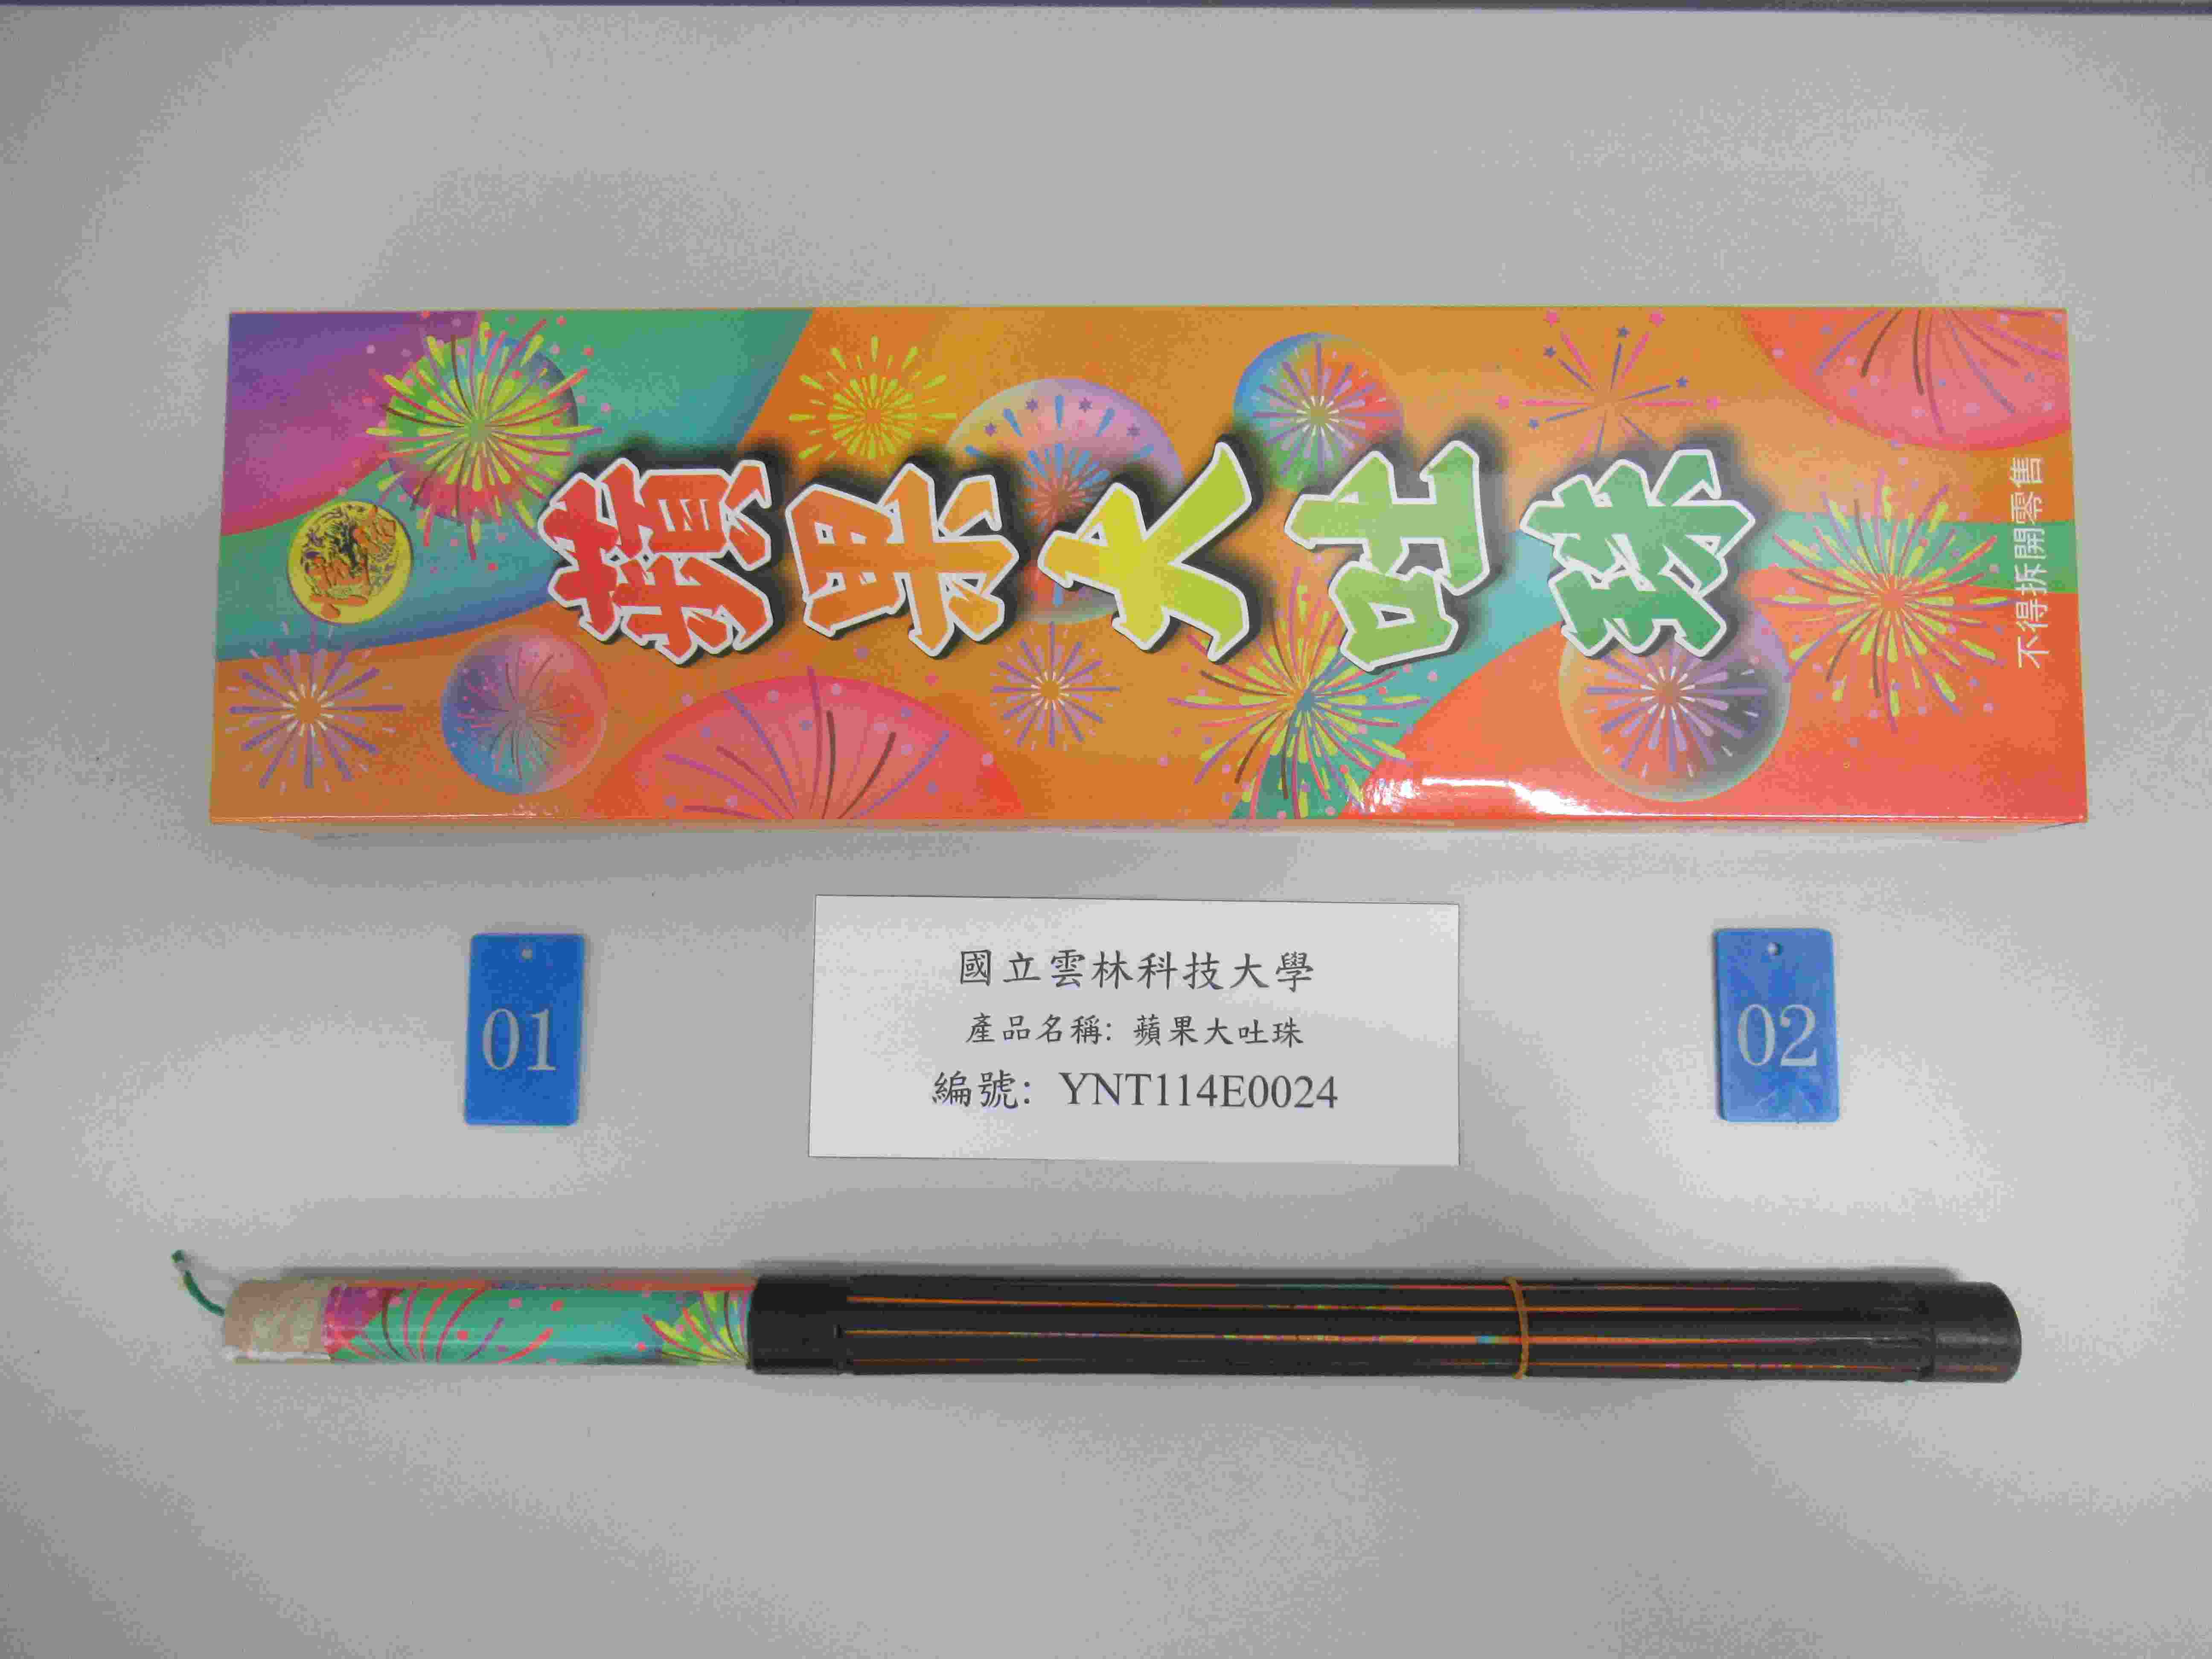 蘋果大吐珠
不得拆開零售
01
國立雲林科技大學
產品名稱: 蘋果大吐珠
編號: YNT114E0024
02